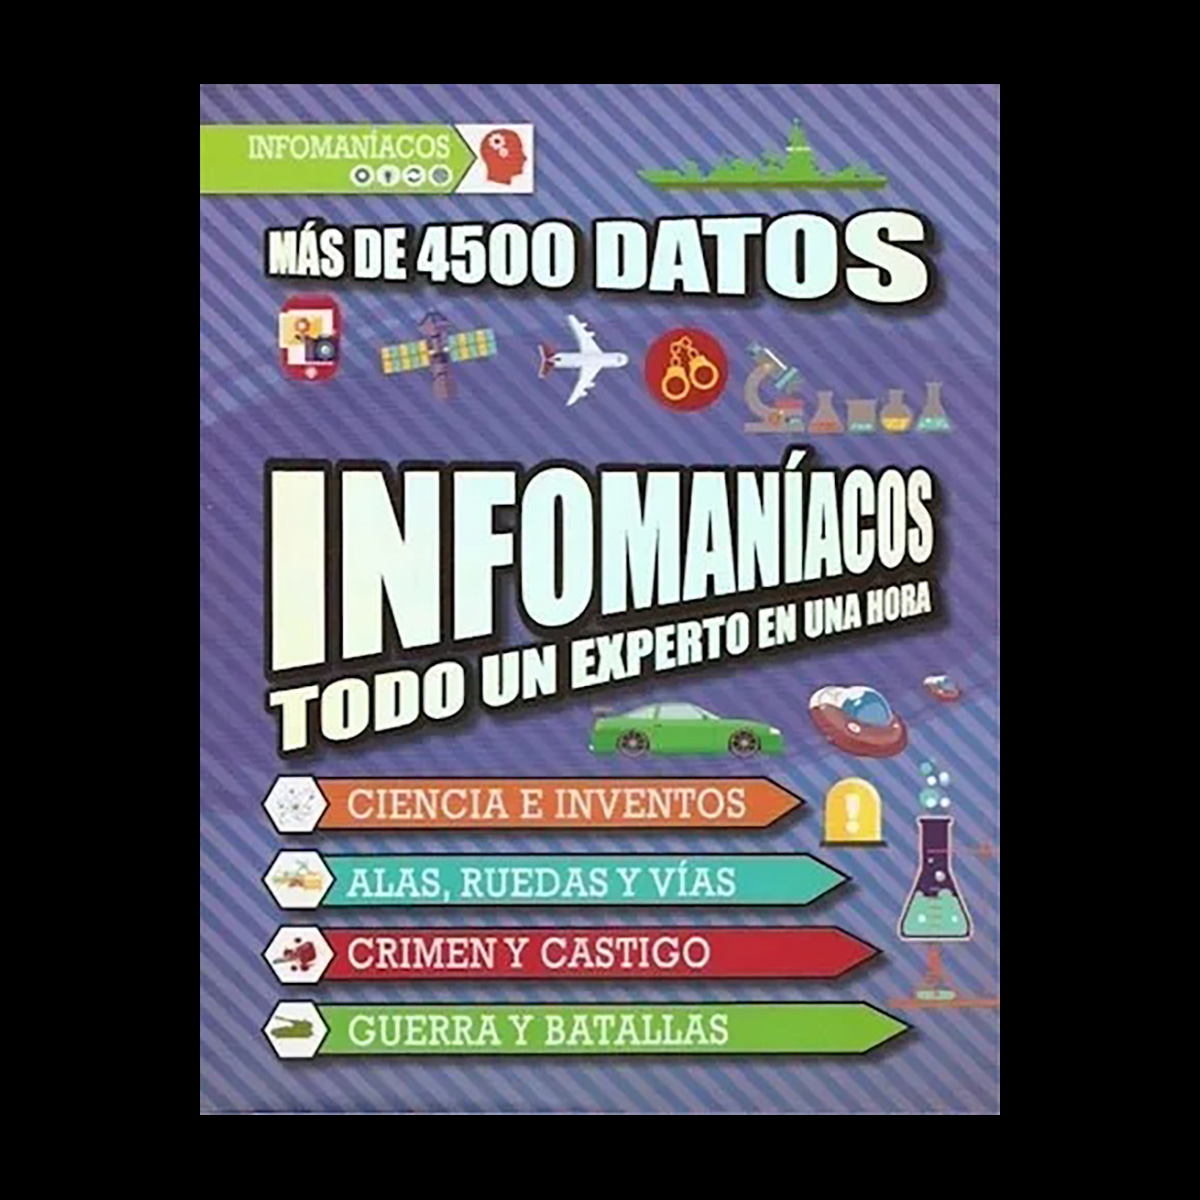 INFOMANÍACOS
MÁS DE 4500 DATOS
INFOMANÍACOS
TODO UN EXPERTO EN UNA HORA
CIENCIA E INVENTOS
ALAS, RUEDAS Y VÍAS
CRIMEN Y CASTIGO
GUERRA Y BATALLAS